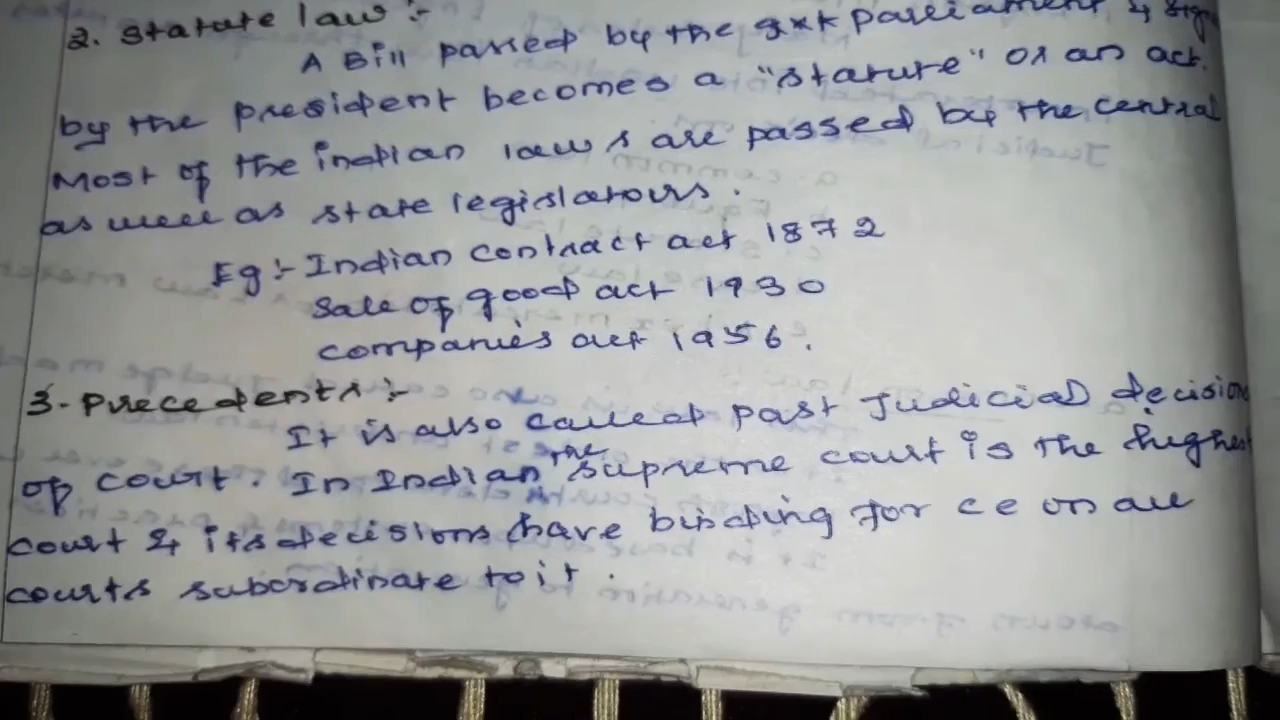 2. Statute law :-
A Bill passed by the parliament & sign
by the president becomes a "statute" or an act.
Most of the indian laws are passed by the central
as well as state legislatours.
Eg :- Indian contract act 1872
Sale of good act 1930
companies act 1956.
3. Precedents :-
It is also called past Judicial decision
of court. In Indian the supreme court is the highest
court & its decisions have binding force on all
courts subordinate to it.